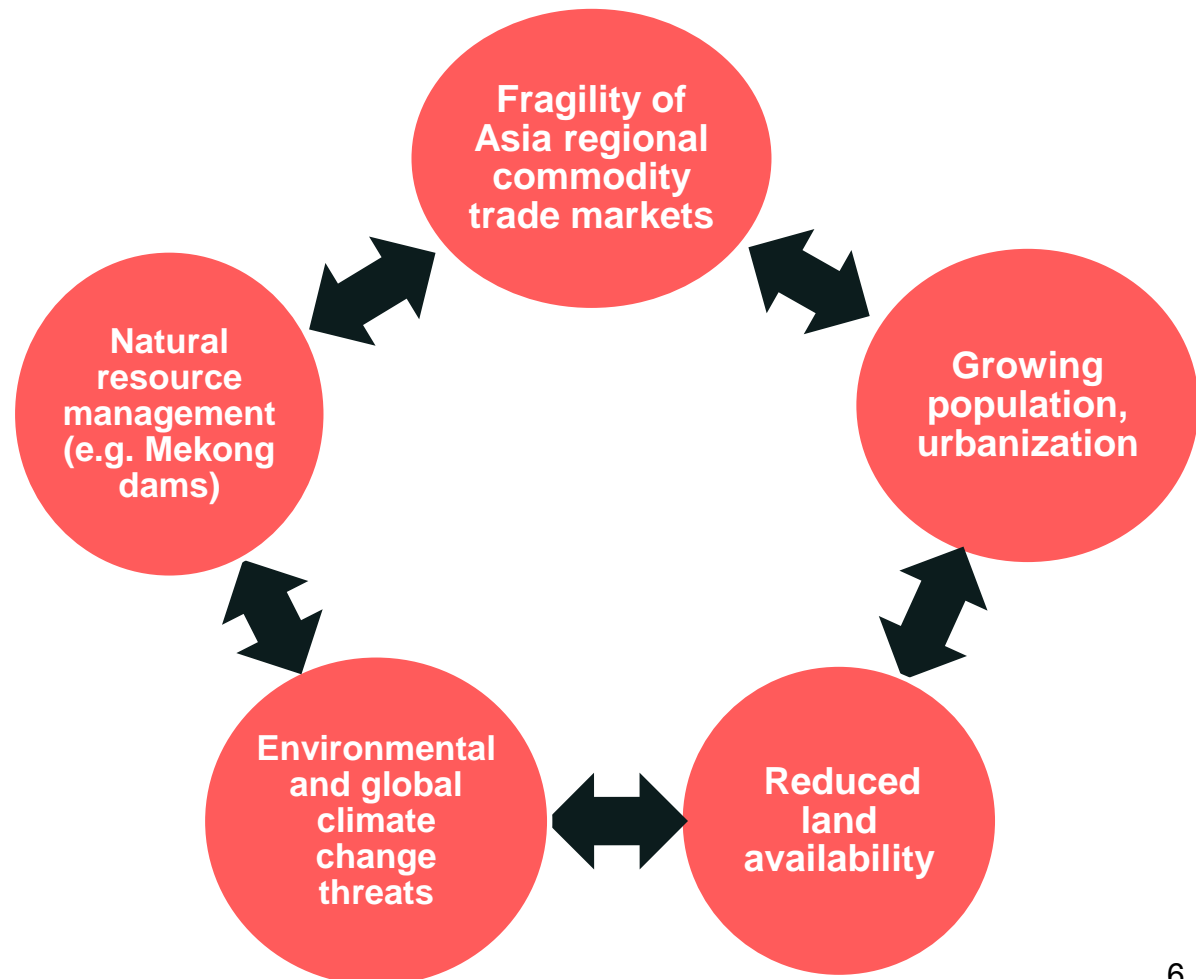 Fragility of
Asia regional
commodity
trade markets
Growing
population,
urbanization
Reduced
land
availability
Environmental
and global
climate
change
threats
Natural
resource
management
(e.g. Mekong
dams)
6